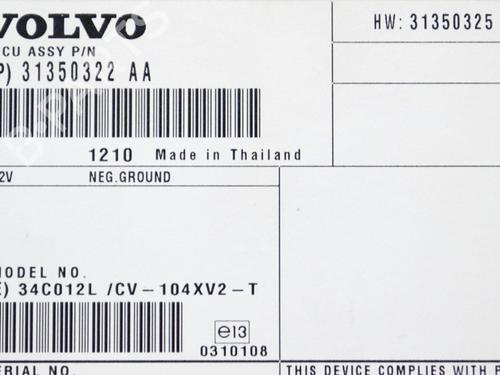 VOLVO
HW: 31350325
CU ASSY P/N
P) 31350322 AA
1210 Made in Thailand
2V NEG.GROUND
MODEL NO.
E) 34C012L /CV-104XV2-T
e13
0310108
ERIAL NO.
THIS DEVICE COMPLIES WITH F
B-PARTS